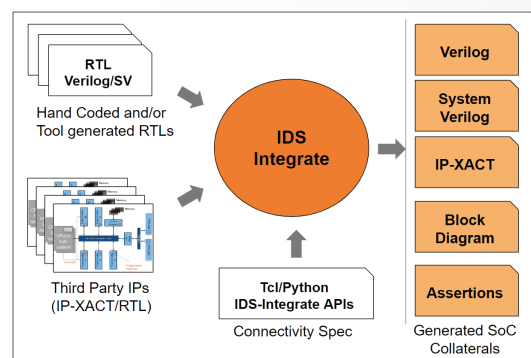 RTL
Verilog/SV
Hand Coded and/or
Tool generated RTLs
Third Party IPs
(IP-XACT/RTL)
IDS
Integrate
Tcl/Python
IDS-Integrate APIs
Connectivity Spec
Verilog
System
Verilog
IP-XACT
Block
Diagram
Assertions
Generated SoC
Collaterals